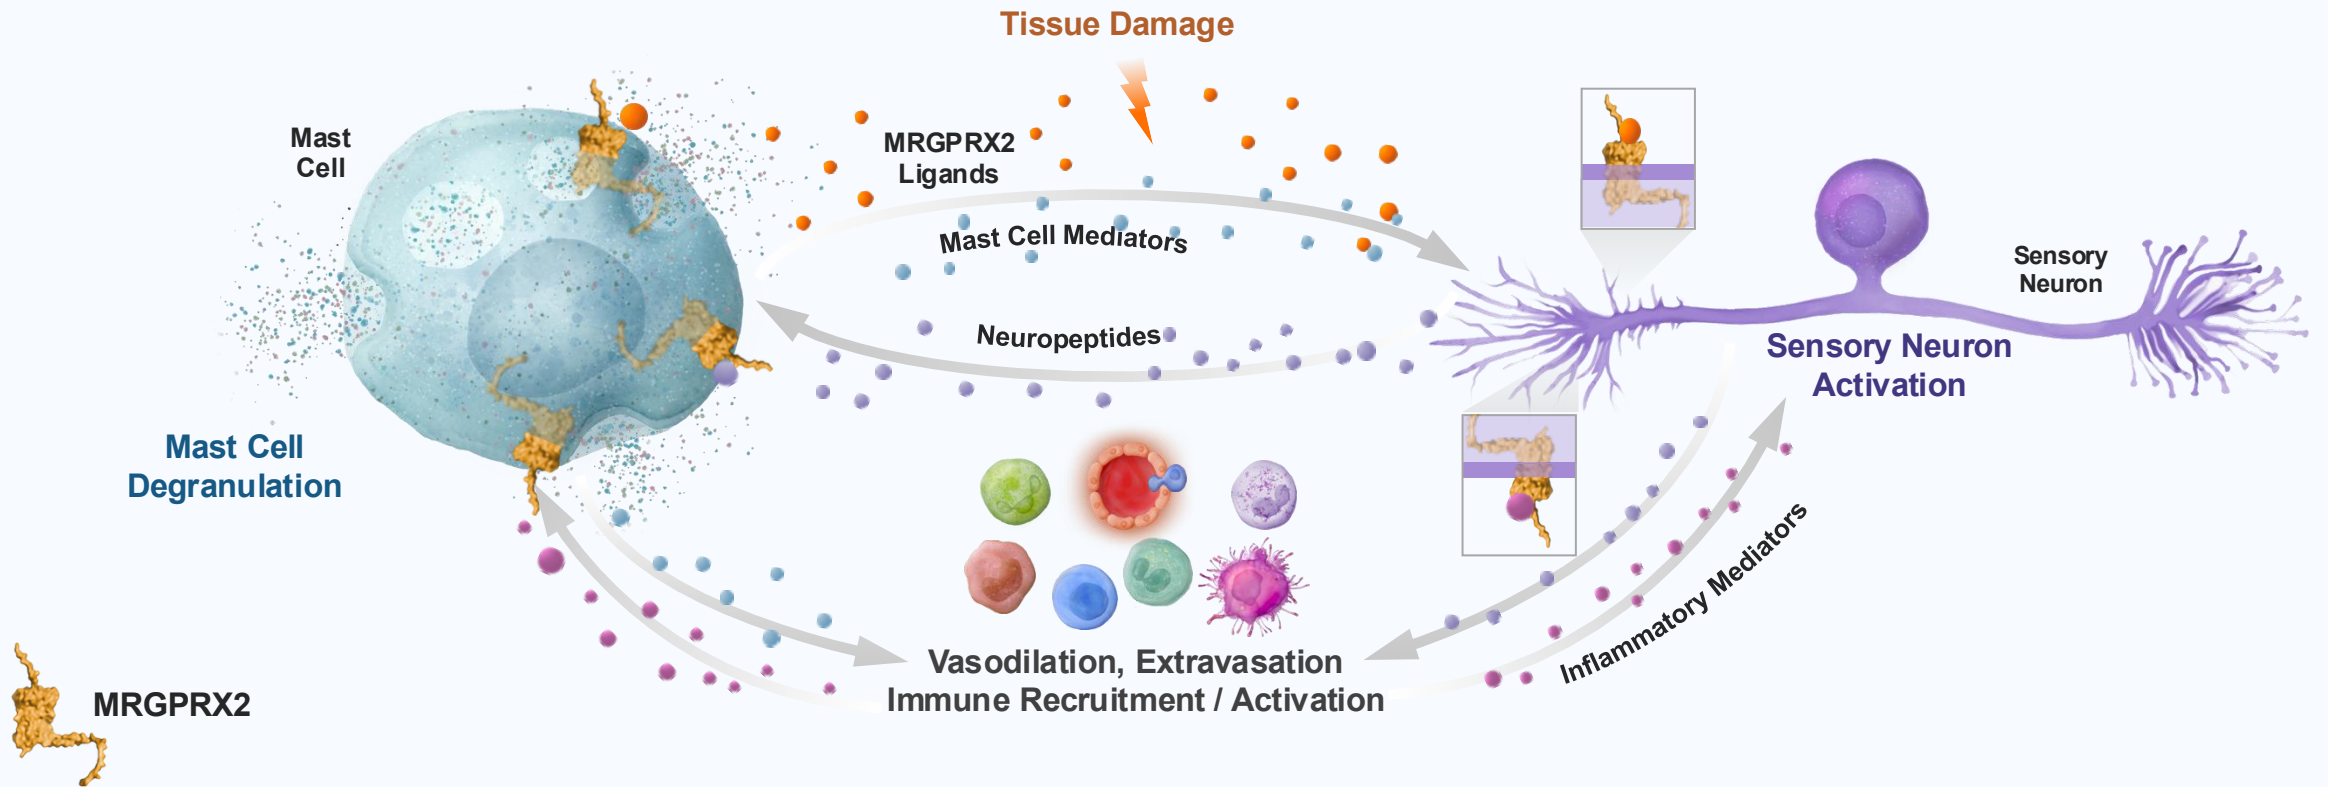 Tissue Damage
Mast
Cell
MRGPRX2
Ligands
Mast Cell Mediators
Neuropeptides
Sensory
Neuron
Sensory Neuron
Activation
Mast Cell
Degranulation
Inflammatory Mediators
Vasodilation, Extravasation
Immune Recruitment / Activation
MRGPRX2